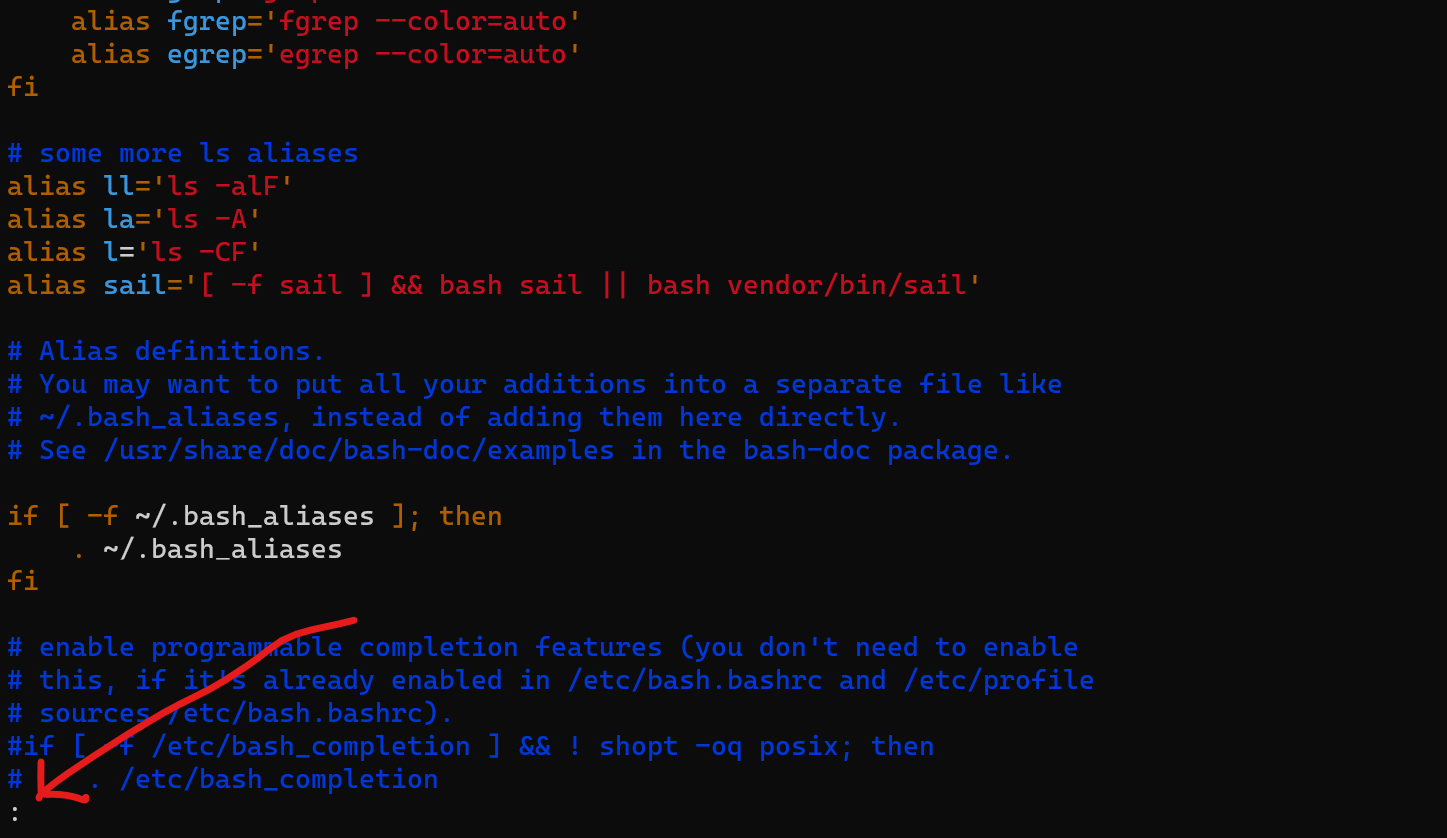 alias fgrep='fgrep --color=auto'
alias egrep='egrep --color=auto'
fi
# some more ls aliases
alias ll='ls -alF'
alias la='ls -A'
alias l='ls -CF'
alias sail='[ -f sail ] && bash sail || bash vendor/bin/sail'
# Alias definitions.
# You may want to put all your additions into a separate file like
# ~/.bash_aliases, instead of adding them here directly.
# See /usr/share/doc/bash-doc/examples in the bash-doc package.
if [ -f ~/.bash_aliases ]; then
. ~/.bash_aliases
fi
# enable programmable completion features (you don't need to enable
# this, if it's already enabled in /etc/bash.bashrc and /etc/profile
# sources /etc/bash.bashrc).
#if [ -f /etc/bash_completion ] && ! shopt -oq posix; then
# . /etc/bash_completion
: